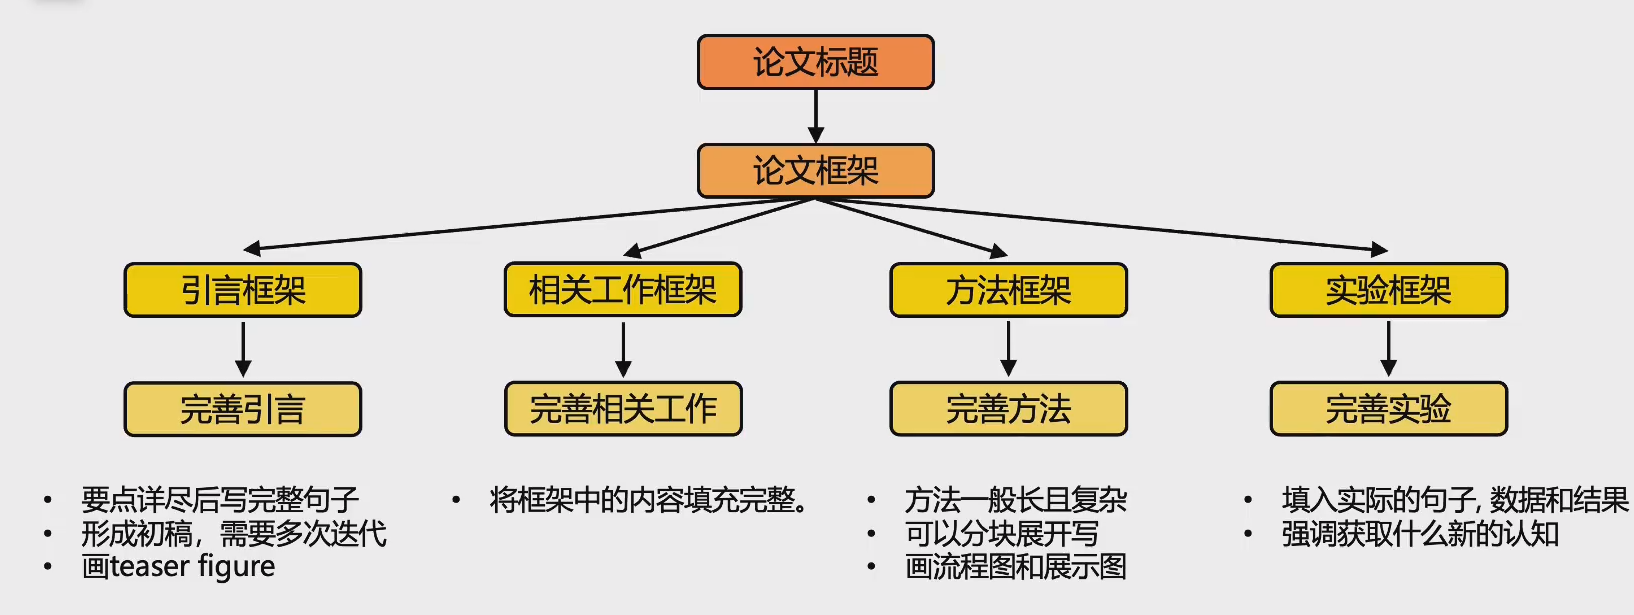 论文标题
论文框架
引言框架
相关工作框架
方法框架
实验框架
完善引言
完善相关工作
完善方法
完善实验
• 要点详尽后写完整句子
• 形成初稿，需要多次迭代
• 画teaser figure
• 将框架中的内容填充完整。
• 方法一般长且复杂
• 可以分块展开写
• 画流程图和展示图
• 填入实际的句子, 数据和结果
• 强调获取什么新的认知